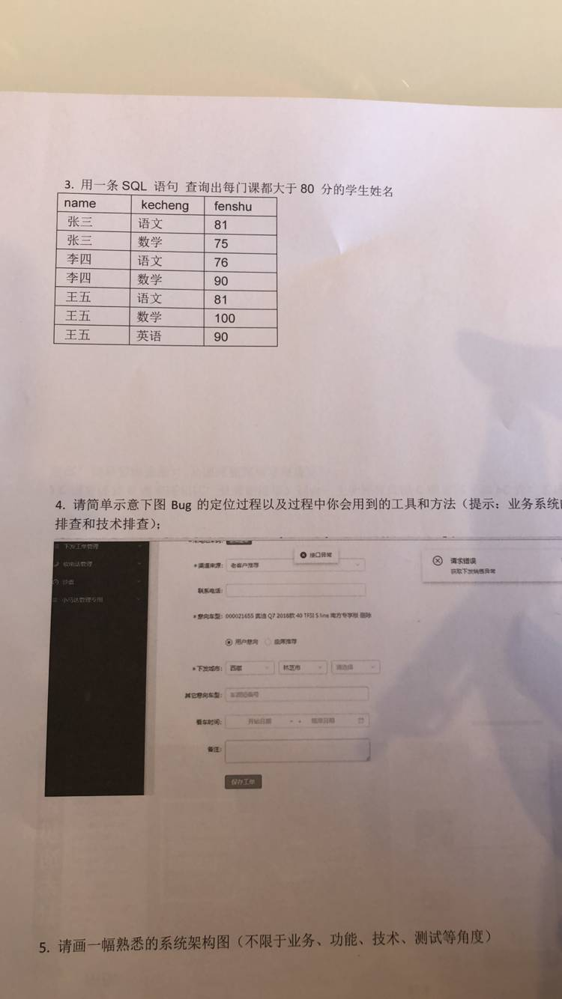 3. 用一条 SQL 语句 查询出每门课都大于 80 分的学生姓名
name kecheng fenshu
张三 语文 81
张三 数学 75
李四 语文 76
李四 数学 90
王五 语文 81
王五 数学 100
王五 英语 90
4. 请简单示意下图 Bug 的定位过程以及过程中你会用到的工具和方法（提示：业务系统
排查和技术排查）；
下发工单管理
接口异常
请求错误
获取下发销售异常
*渠道来源: 老客户推荐
联系电话:
*意向车型: 000021655 奥迪 Q7 2018款 40 TFSI S line 南方专享版 删除
用户意向
*下发城市: 西藏 林芝市 请选择
其它意向车型:
看车时间: 开始日期 结束日期
备注:
保存工单
5. 请画一幅熟悉的系统架构图（不限于业务、功能、技术、测试等角度）